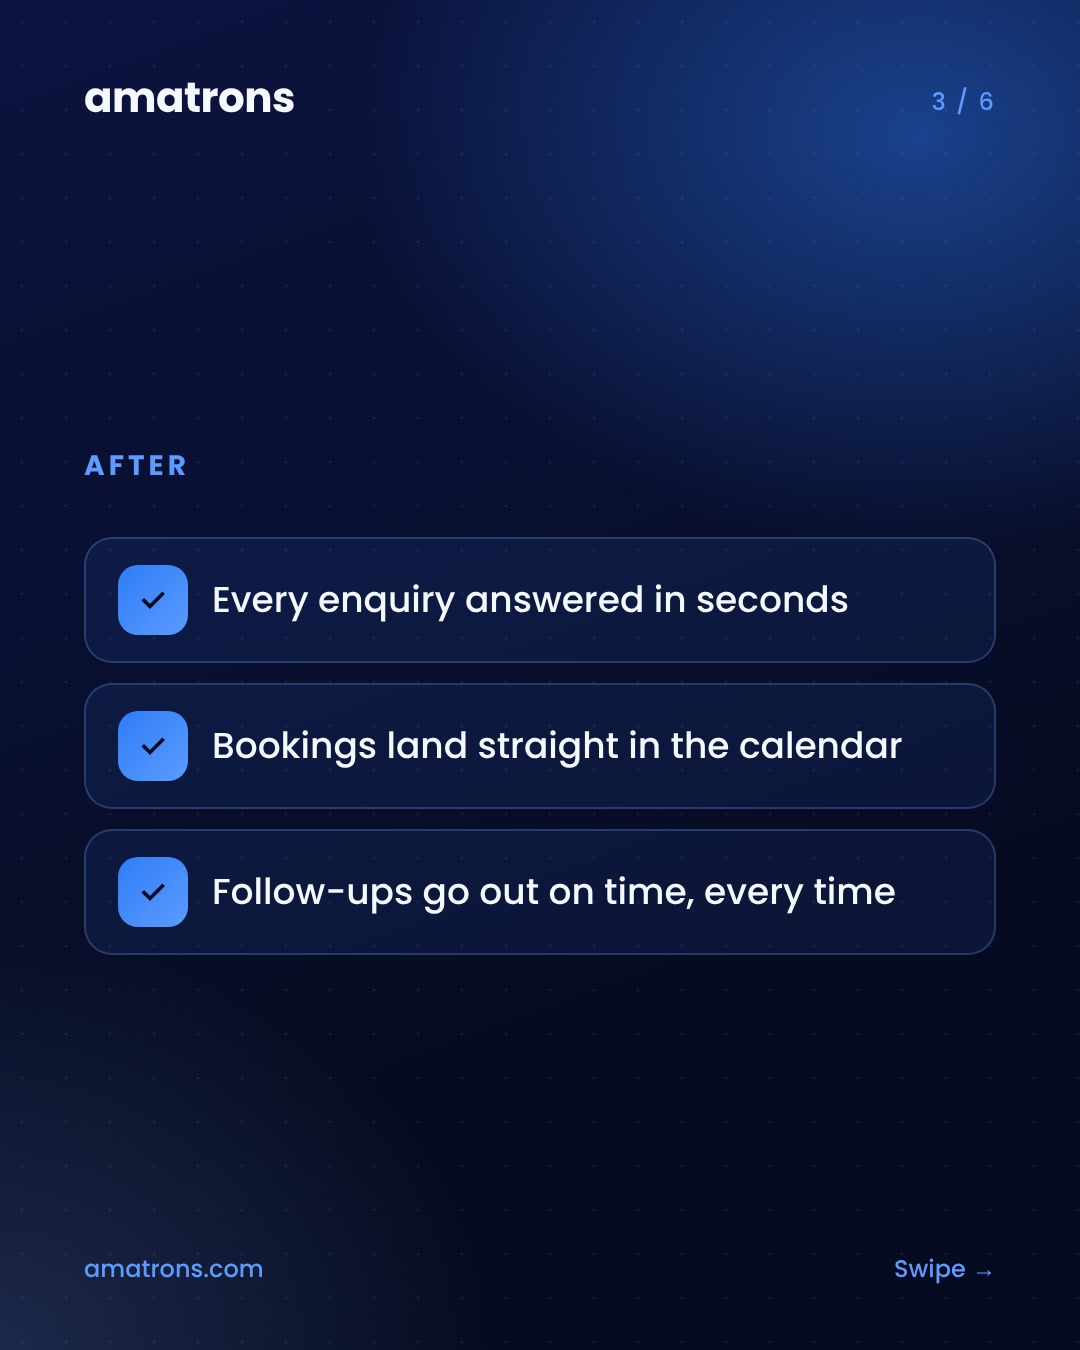 amatrons
3 / 6
AFTER
Every enquiry answered in seconds
Bookings land straight in the calendar
Follow-ups go out on time, every time
amatrons.com
Swipe →